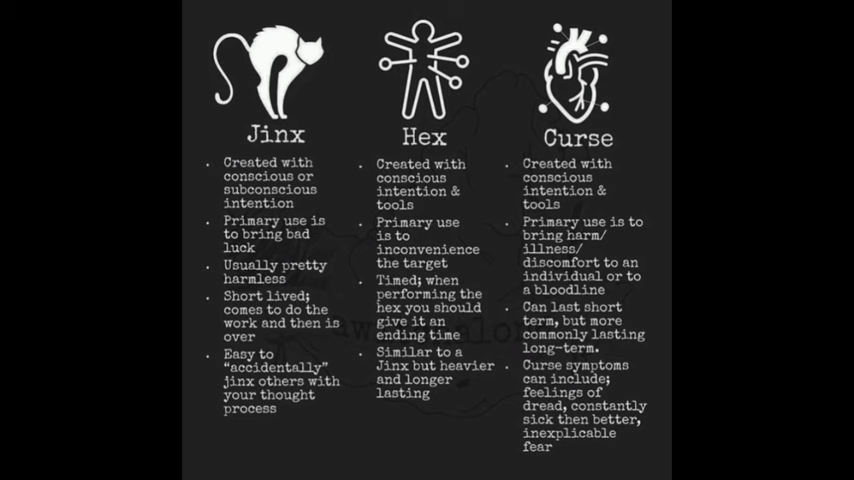 Jinx
. Created with
conscious or
subconscious
intention
. Primary use is
to bring bad
luck
. Usually pretty
harmless
. Short lived;
comes to do the
work and then is
over
. Easy to
“accidentally”
jinx others with
your thought
process
Hex
. Created with
conscious
intention &
tools
. Primary use
is to
inconvenience
the target
. Timed; when
performing the
hex you should
give it an
ending time
. Similar to a
Jinx but heavier
and longer
lasting
Curse
. Created with
conscious
intention &
tools
. Primary use is to
bring harm/
illness/
discomfort to an
individual or to
a bloodline
. Can last short
term, but more
commonly lasting
long-term.
. Curse symptoms
can include;
feelings of
dread, constantly
sick then better,
inexplicable
fear